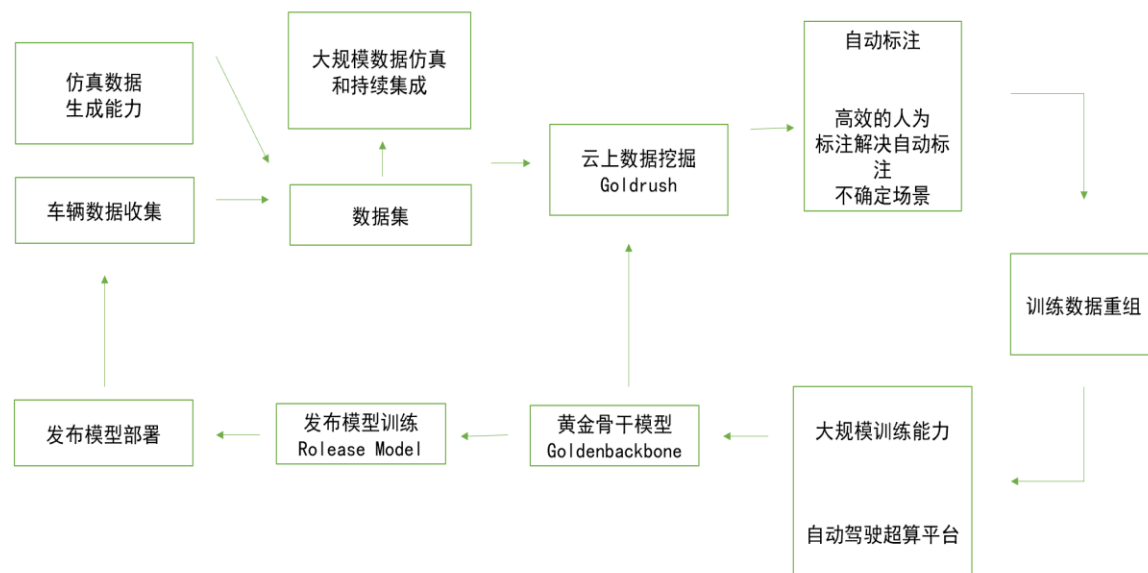 仿真数据
生成能力
大规模数据仿真
和持续集成
自动标注
高效的人为
标注解决自动标
注
不确定场景
云上数据挖掘
Goldrush
车辆数据收集
数据集
训练数据重组
发布模型部署
发布模型训练
Rolease Model
黄金骨干模型
Goldenbackbone
大规模训练能力
自动驾驶超算平台